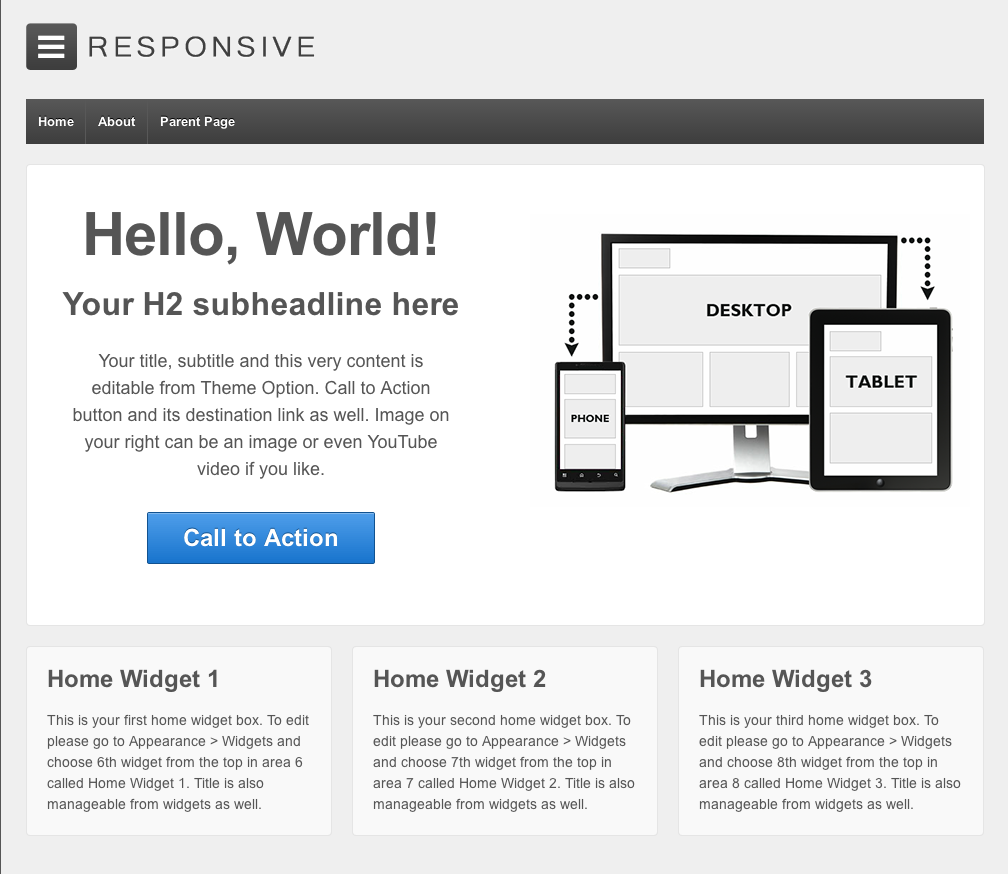 RESPONSIVE
Home About Parent Page
Hello, World!
Your H2 subheadline here
Your title, subtitle and this very content is
editable from Theme Option. Call to Action
button and its destination link as well. Image on
your right can be an image or even YouTube
video if you like.
Call to Action
DESKTOP
TABLET
PHONE
Home Widget 1
This is your first home widget box. To edit
please go to Appearance > Widgets and
choose 6th widget from the top in area 6
called Home Widget 1. Title is also
manageable from widgets as well.
Home Widget 2
This is your second home widget box. To
edit please go to Appearance > Widgets
and choose 7th widget from the top in
area 7 called Home Widget 2. Title is also
manageable from widgets as well.
Home Widget 3
This is your third home widget box. To
edit please go to Appearance > Widgets
and choose 8th widget from the top in
area 8 called Home Widget 3. Title is also
manageable from widgets as well.